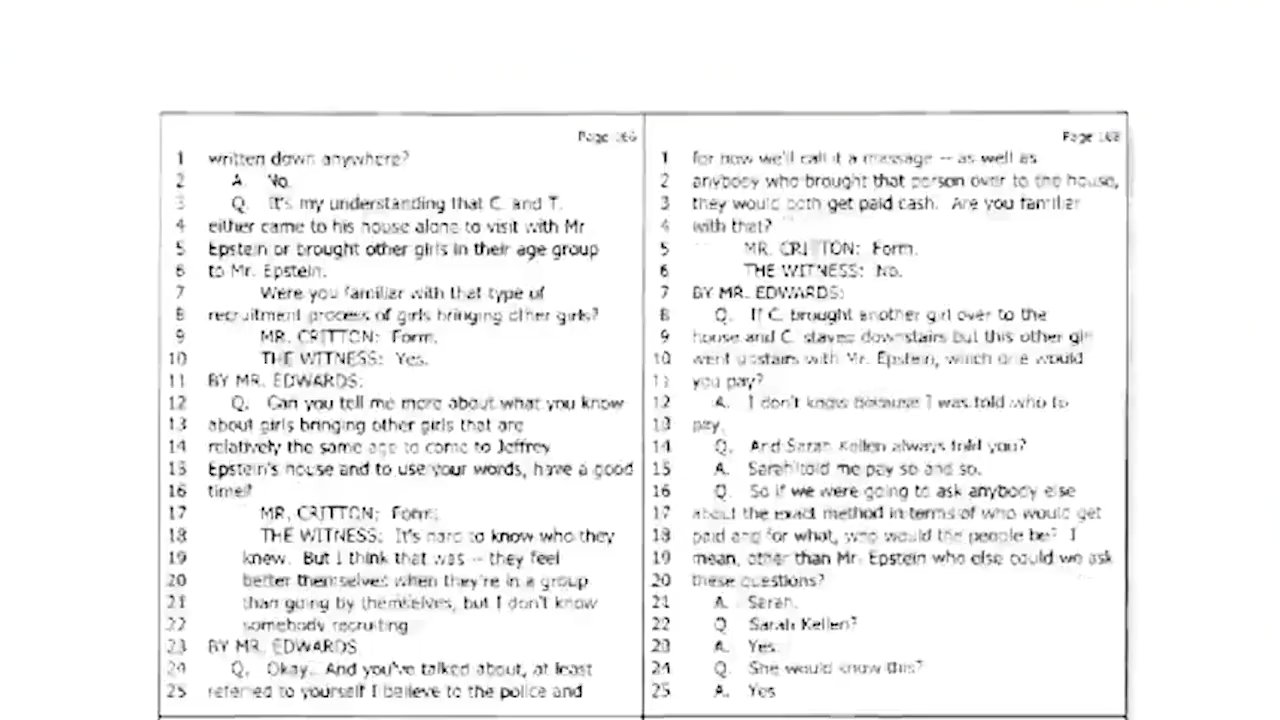 Page 166
1 written down anywhere?
2 A. No.
3 Q. It's my understanding that C. and T.
4 either came to his house alone to visit with Mr.
5 Epstein or brought other girls in their age group
6 to Mr. Epstein.
7 Were you familiar with that type of
8 recruitment process of girls bringing other girls?
9 MR. CRITTON: Form.
10 THE WITNESS: Yes.
11 BY MR. EDWARDS:
12 Q. Can you tell me more about what you know
13 about girls bringing other girls that are
14 relatively the same age to come to Jeffrey
15 Epstein's house and to use your words, have a good
16 time?
17 MR. CRITTON: Form.
18 THE WITNESS: It's hard to know who they
19 knew. But I think that was -- they feel
20 better themselves when they're in a group
21 than going by themselves, but I don't know
22 somebody recruiting.
23 BY MR. EDWARDS
24 Q. Okay. And you've talked about, at least
25 referred to yourself I believe to the police and
Page 168
1 for now we'll call it a massage -- as well as
2 anybody who brought that person over to the house,
3 they would both get paid cash. Are you familiar
4 with that?
5 MR. CRITTON: Form.
6 THE WITNESS: No.
7 BY MR. EDWARDS:
8 Q. If C. brought another girl over to the
9 house and C. stayed downstairs but this other girl
10 went upstairs with Mr. Epstein, which one would
11 you pay?
12 A. I don't know because I was told who to
13 pay.
14 Q. And Sarah Kellen always told you?
15 A. Sarah told me pay so and so.
16 Q. So if we were going to ask anybody else
17 about the exact method in terms of who would get
18 paid and for what, who would the people be? I
19 mean, other than Mr. Epstein who else could we ask
20 these questions?
21 A. Sarah.
22 Q. Sarah Kellen?
23 A. Yes.
24 Q. She would know this?
25 A. Yes